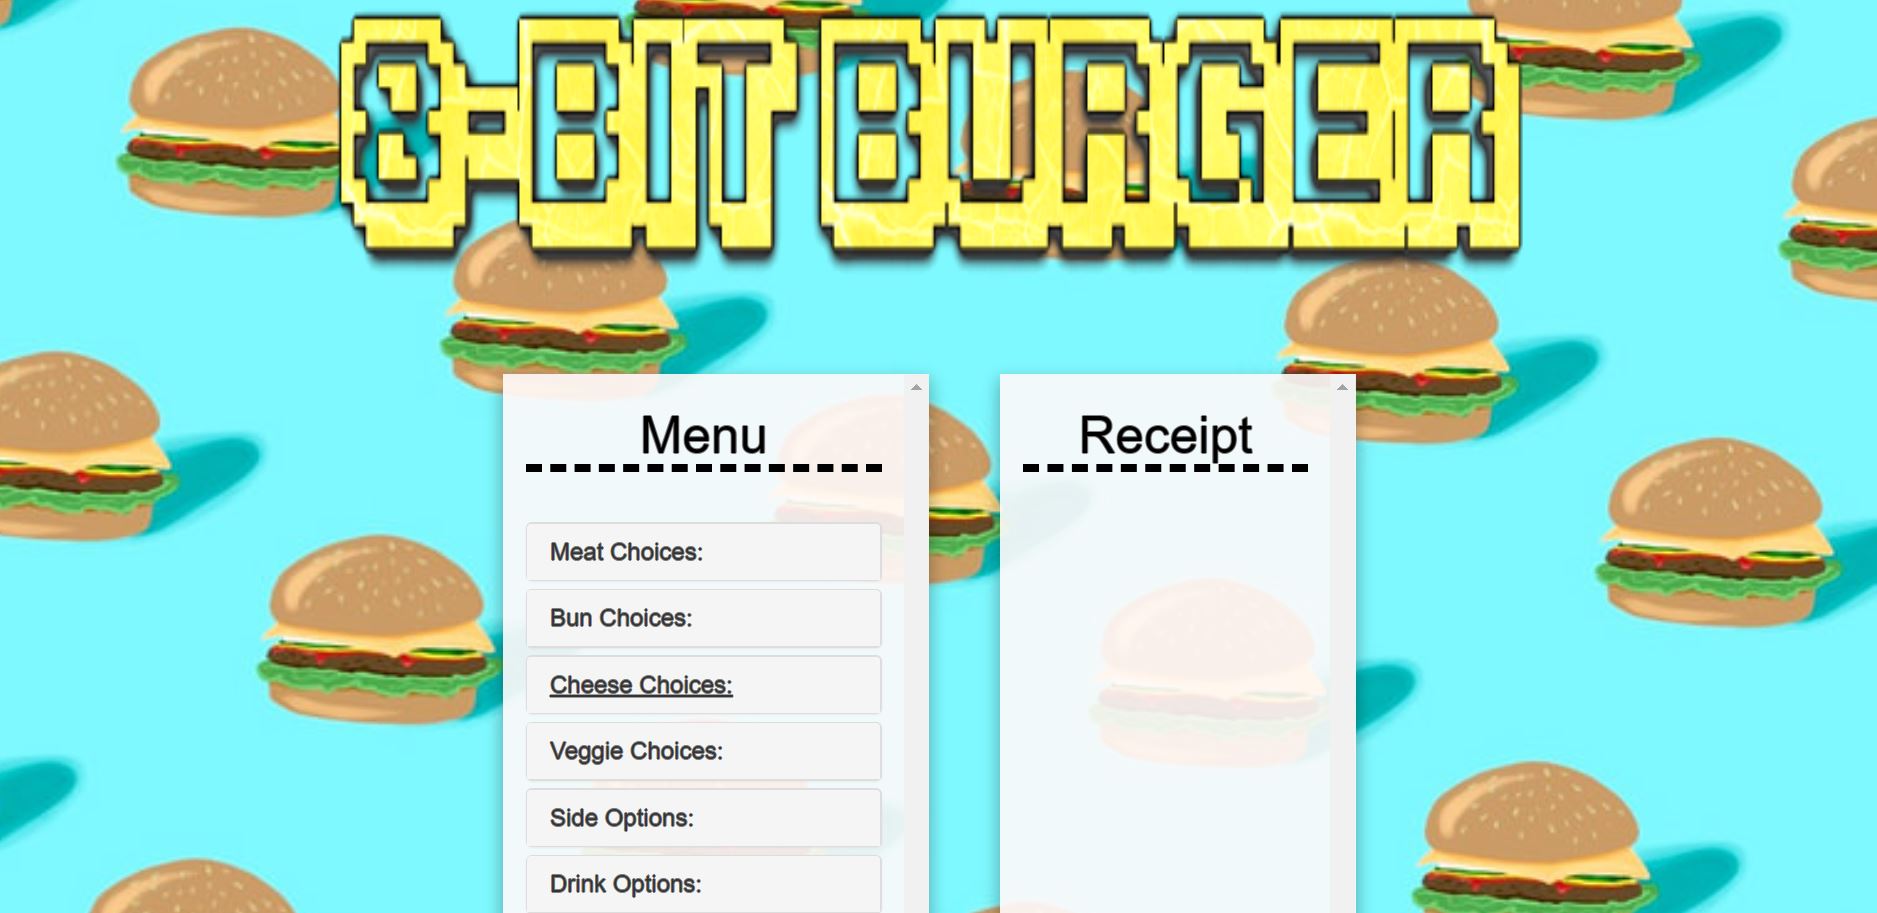 8-BIT BURGER
Menu
Meat Choices:
Bun Choices:
Cheese Choices:
Veggie Choices:
Side Options:
Drink Options:
Receipt